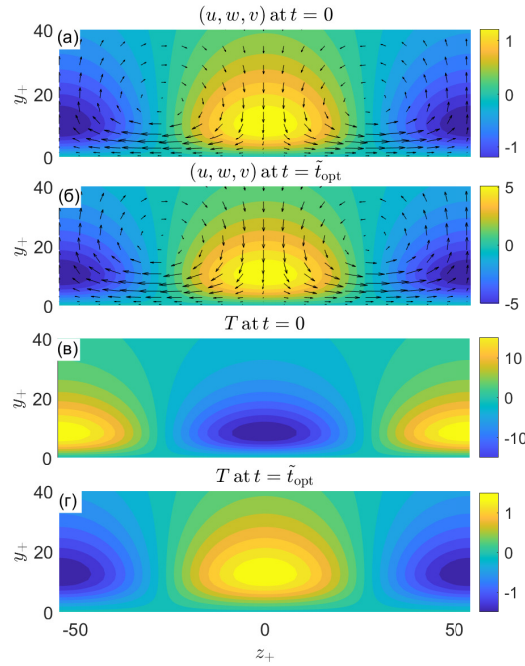 (u, w, v) at t = 0
(а)
40
20
0
y₊
1
0
-1
(u, w, v) at t = t̃opt
(б)
40
20
0
y₊
5
0
-5
T at t = 0
(в)
40
20
0
y₊
10
0
-10
T at t = t̃opt
(г)
40
20
0
y₊
1
0
-1
-50
0
50
z₊